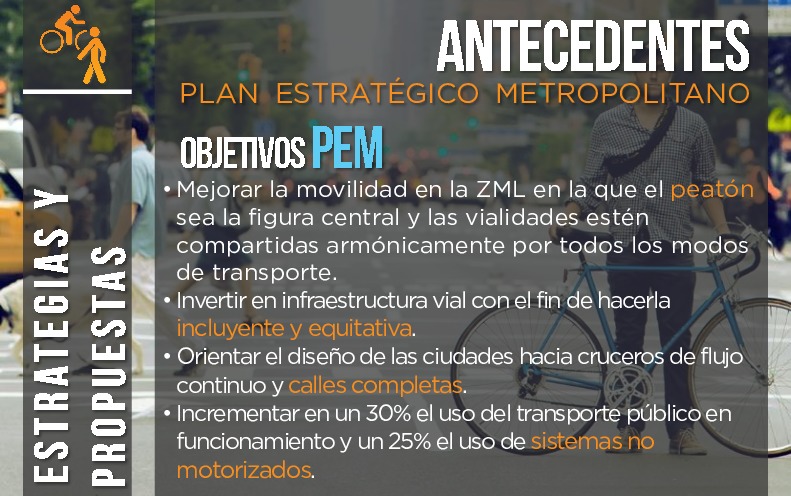 ANTECEDENTES
PLAN ESTRATÉGICO METROPOLITANO
OBJETIVOS PEM
• Mejorar la movilidad en la ZML en la que el peatón
sea la figura central y las vialidades estén
compartidas armónicamente por todos los modos
de transporte.
• Invertir en infraestructura vial con el fin de hacerla
incluyente y equitativa.
• Orientar el diseño de las ciudades hacia cruceros de flujo
continuo y calles completas.
• Incrementar en un 30% el uso del transporte público en
funcionamiento y un 25% el uso de sistemas no
motorizados.
ESTRATEGIAS Y
PROPUESTAS